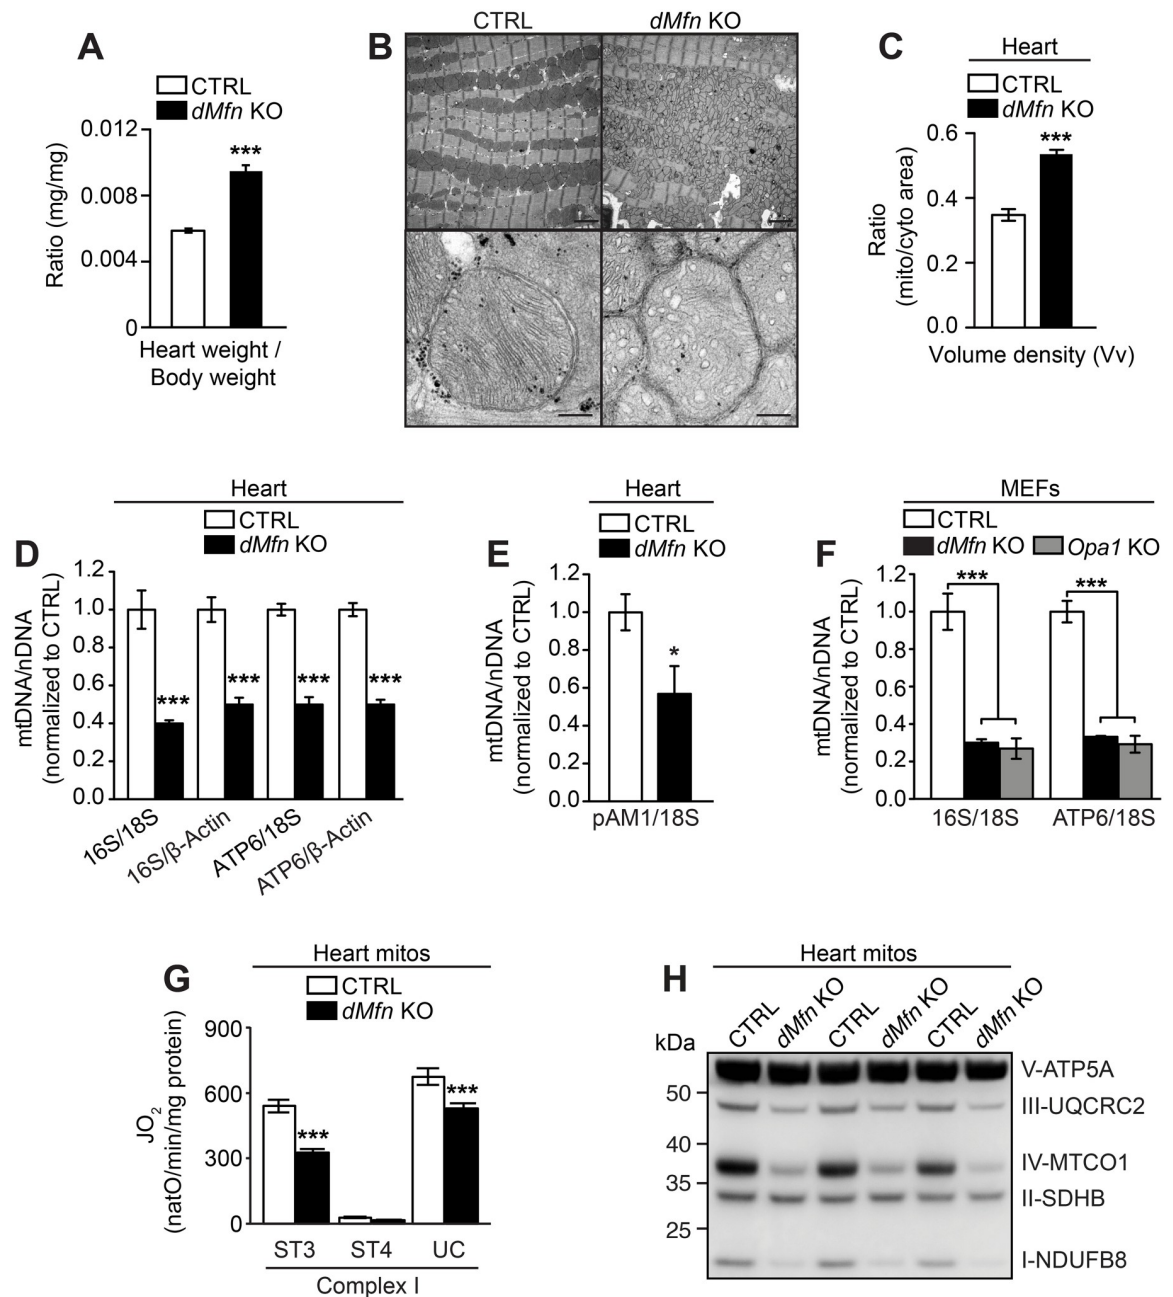 A
CTRL
dMfn KO
Ratio (mg/mg)
0.012
0.008
0.004
0
***
Heart weight /
Body weight
B
CTRL
dMfn KO
C
Heart
CTRL
dMfn KO
Ratio
(mito/cyto area)
0.6
0.4
0.2
0.0
***
Volume density (Vv)
D
Heart
CTRL
dMfn KO
mtDNA/nDNA
(normalized to CTRL)
1.2
1.0
0.8
0.6
0.4
0.2
0.0
***
***
***
***
16S/18S
16S/β-Actin
ATP6/18S
ATP6/β-Actin
E
Heart
CTRL
dMfn KO
mtDNA/nDNA
(normalized to CTRL)
1.2
1.0
0.8
0.6
0.4
0.2
0.0
*
pAM1/18S
F
MEFs
CTRL
dMfn KO
Opa1 KO
mtDNA/nDNA
(normalized to CTRL)
1.2
1.0
0.8
0.6
0.4
0.2
0.0
***
***
16S/18S
ATP6/18S
G
Heart mitos
CTRL
dMfn KO
JO2
(natO/min/mg protein)
900
600
300
0
***
***
ST3
ST4
UC
Complex I
H
Heart mitos
CTRL
dMfn KO
CTRL
dMfn KO
CTRL
dMfn KO
kDa
50
40
35
25
V-ATP5A
III-UQCRC2
IV-MTCO1
II-SDHB
I-NDUFB8